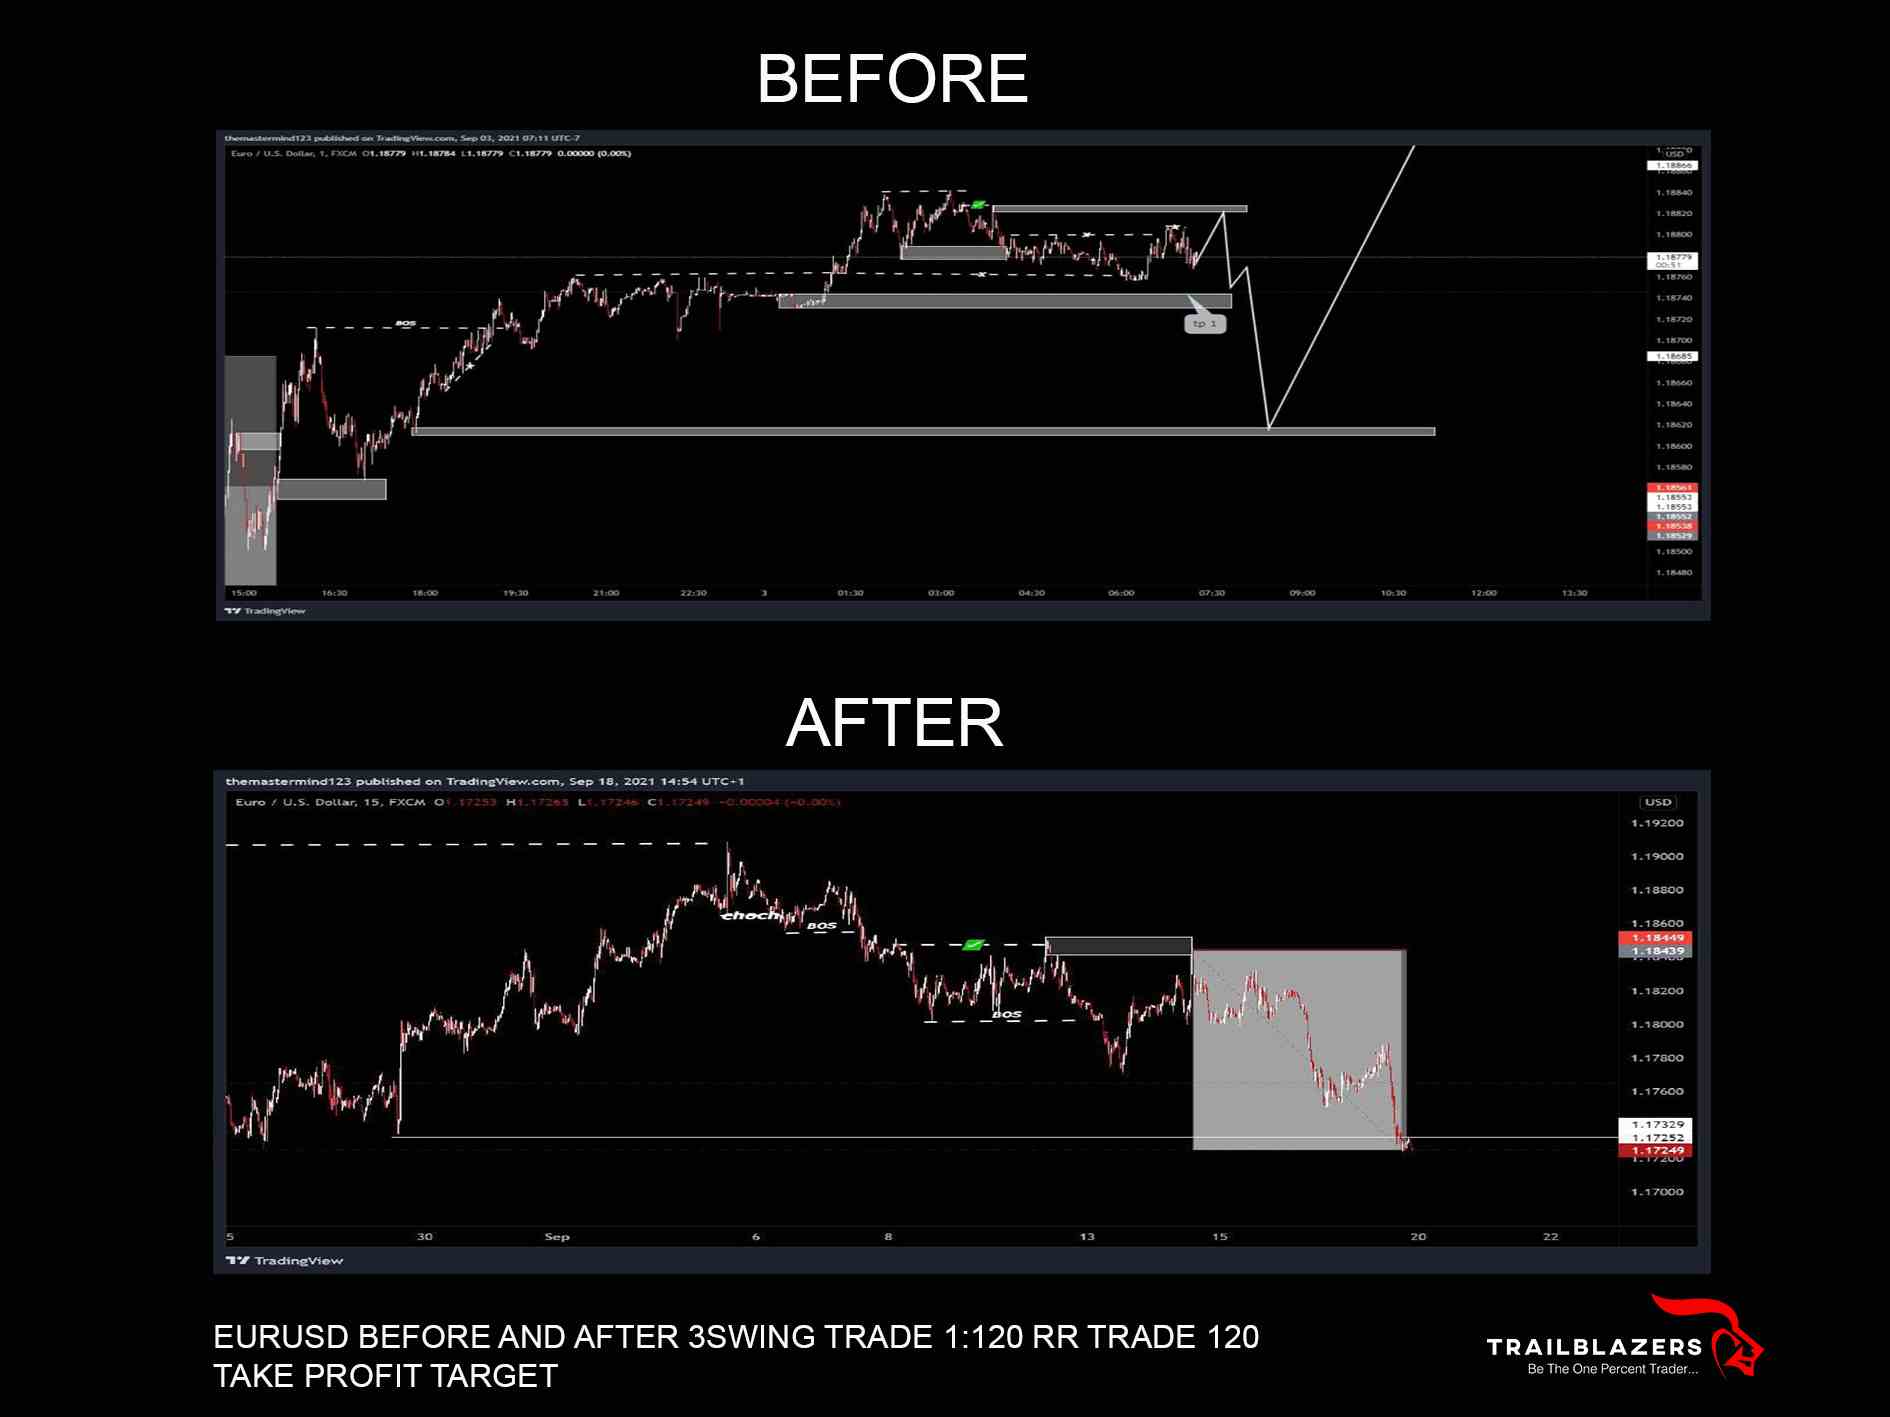 BEFORE
themastermind123 published on TradingView.com, Sep 03, 2021 07:11 UTC-7
Euro / U.S. Dollar, 1, FXCM O1.18779 H1.18784 L1.18779 C1.18779 0.00000 (0.00%)
USD
1.18866
1.18840
1.18820
1.18800
1.18779
00:51
1.18760
1.18740
1.18720
1.18700
1.18685
1.18660
1.18640
1.18620
1.18600
1.18580
1.18561
1.18553
1.18553
1.18552
1.18538
1.18529
1.18500
1.18480
BOS
x
x
x
x
tp 1
15:00 16:30 18:00 19:30 21:00 22:30 3 01:30 03:00 04:30 06:00 07:30 09:00 10:30 12:00 13:30
TradingView
AFTER
themastermind123 published on TradingView.com, Sep 18, 2021 14:54 UTC+1
Euro / U.S. Dollar, 15, FXCM O1.17253 H1.17265 L1.17246 C1.17249 −0.00004 (−0.00%)
USD
1.19200
1.19000
1.18800
1.18600
1.18449
1.18439
1.18200
1.18000
1.17800
1.17600
1.17329
1.17252
1.17249
1.17200
1.17000
choch
BOS
BOS
5 30 Sep 6 8 13 15 20 22
TradingView
EURUSD BEFORE AND AFTER 3SWING TRADE 1:120 RR TRADE 120
TAKE PROFIT TARGET
TRAILBLAZERS
Be The One Percent Trader...